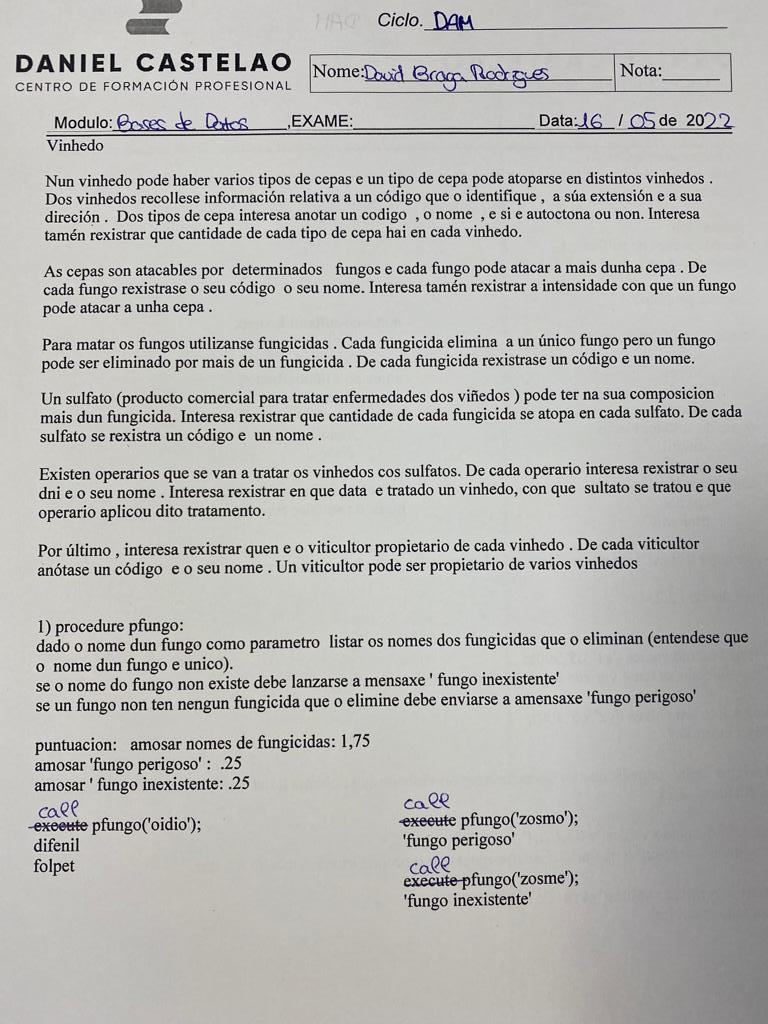 Ciclo. DAM
DANIEL CASTELAO
CENTRO DE FORMACIÓN PROFESIONAL
Nome: David Braga Rodrigues Nota:
Modulo: Bases de Datos ,EXAME: Data: 16 / 05 de 2022
Vinhedo
Nun vinhedo pode haber varios tipos de cepas e un tipo de cepa pode atoparse en distintos vinhedos .
Dos vinhedos recollese información relativa a un código que o identifique , a súa extensión e a sua
direción . Dos tipos de cepa interesa anotar un codigo , o nome , e si e autoctona ou non. Interesa
tamén rexistrar que cantidade de cada tipo de cepa hai en cada vinhedo.
As cepas son atacables por determinados fungos e cada fungo pode atacar a mais dunha cepa . De
cada fungo rexistrase o seu código o seu nome. Interesa tamén rexistrar a intensidade con que un fungo
pode atacar a unha cepa .
Para matar os fungos utilizanse fungicidas . Cada fungicida elimina a un único fungo pero un fungo
pode ser eliminado por mais de un fungicida . De cada fungicida rexistrase un código e un nome.
Un sulfato (producto comercial para tratar enfermedades dos viñedos ) pode ter na sua composicion
mais dun fungicida. Interesa rexistrar que cantidade de cada fungicida se atopa en cada sulfato. De cada
sulfato se rexistra un código e un nome .
Existen operarios que se van a tratar os vinhedos cos sulfatos. De cada operario interesa rexistrar o seu
dni e o seu nome . Interesa rexistrar en que data e tratado un vinhedo, con que sultato se tratou e que
operario aplicou dito tratamento.
Por último , interesa rexistrar quen e o viticultor propietario de cada vinhedo . De cada viticultor
anótase un código e o seu nome . Un viticultor pode ser propietario de varios vinhedos
1) procedure pfungo:
dado o nome dun fungo como parametro listar os nomes dos fungicidas que o eliminan (entendese que
o nome dun fungo e unico).
se o nome do fungo non existe debe lanzarse a mensaxe ' fungo inexistente'
se un fungo non ten nengun fungicida que o elimine debe enviarse a amensaxe 'fungo perigoso'
puntuacion: amosar nomes de fungicidas: 1,75
amosar 'fungo perigoso' : .25
amosar ' fungo inexistente: .25
call
execute pfungo('oidio');
difenil
folpet
call
execute pfungo('zosmo');
'fungo perigoso'
call
execute pfungo('zosme');
'fungo inexistente'